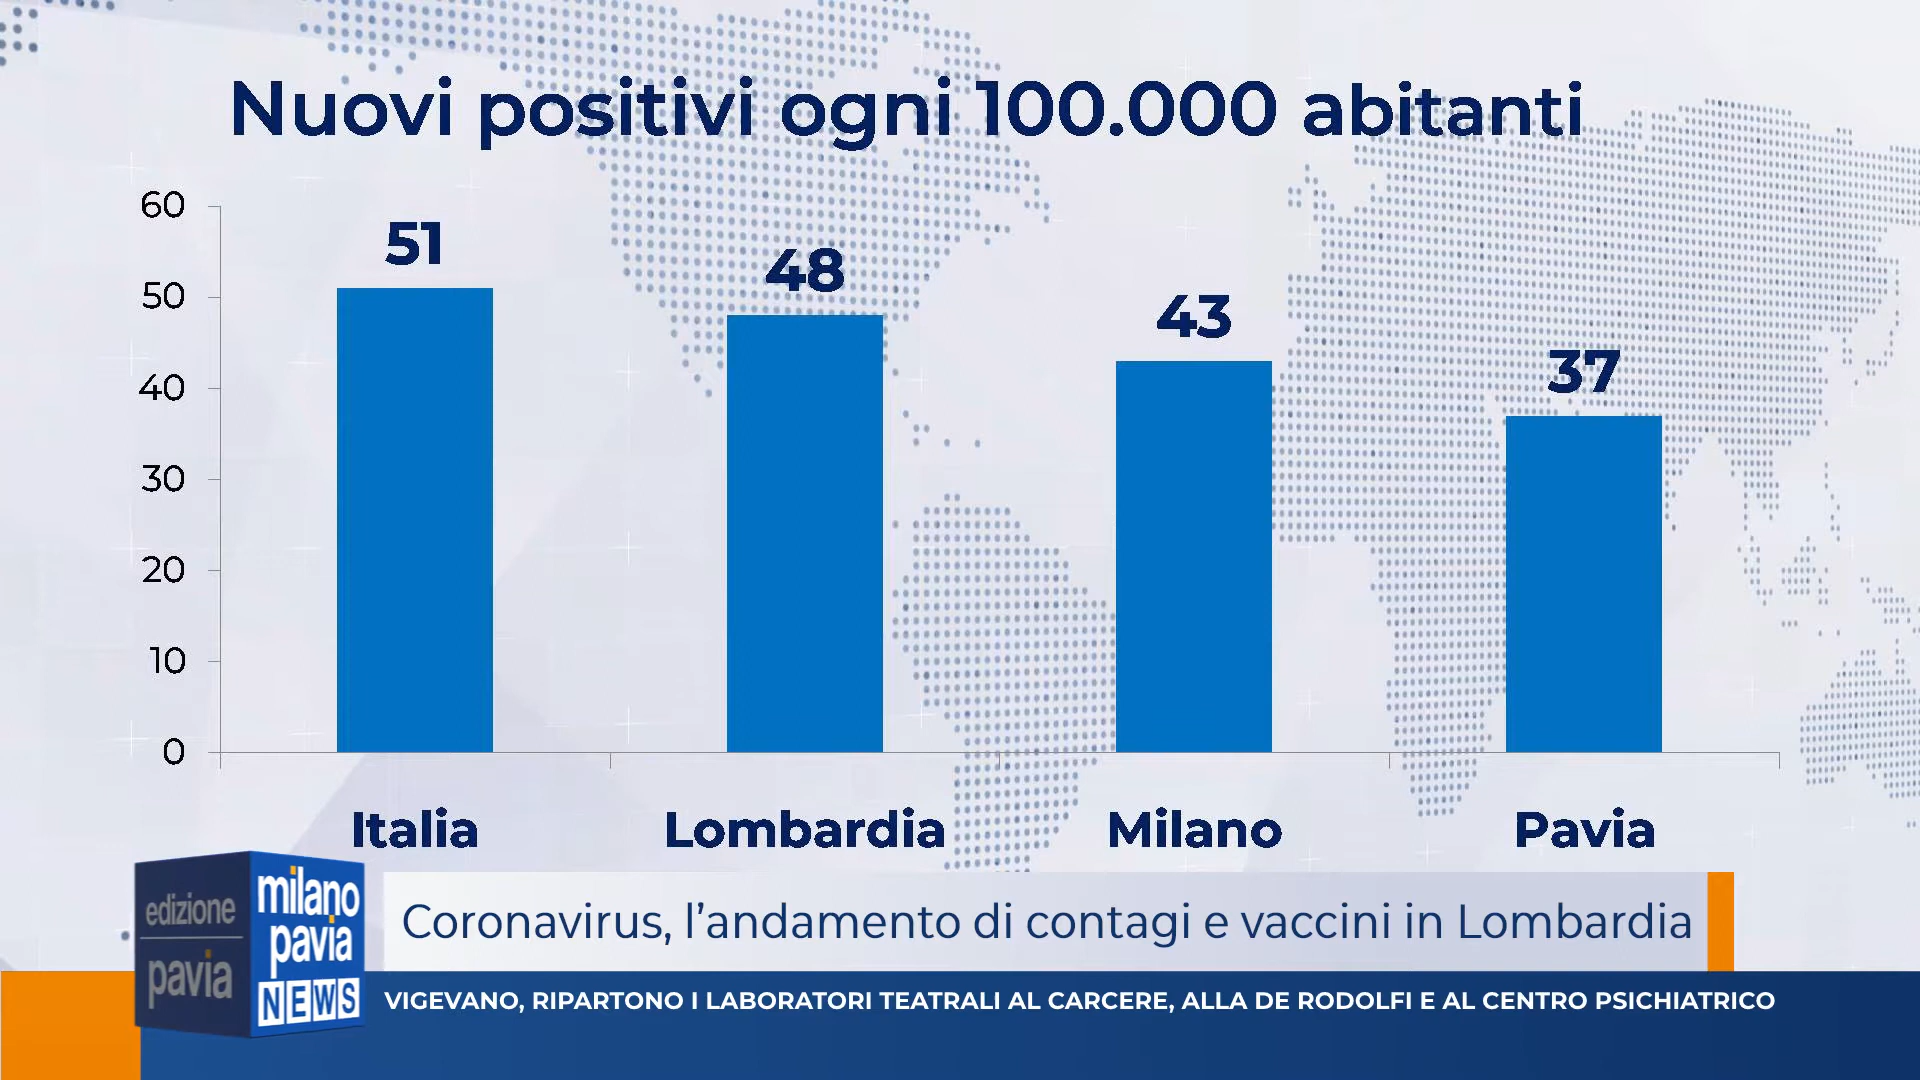 Nuovi positivi ogni 100.000 abitanti
60
50
40
30
20
10
0
51
48
43
37
Italia
Lombardia
Milano
Pavia
edizione
pavia
milano
pavia
NEWS
Coronavirus, l’andamento di contagi e vaccini in Lombardia
VIGEVANO, RIPARTONO I LABORATORI TEATRALI AL CARCERE, ALLA DE RODOLFI E AL CENTRO PSICHIATRICO